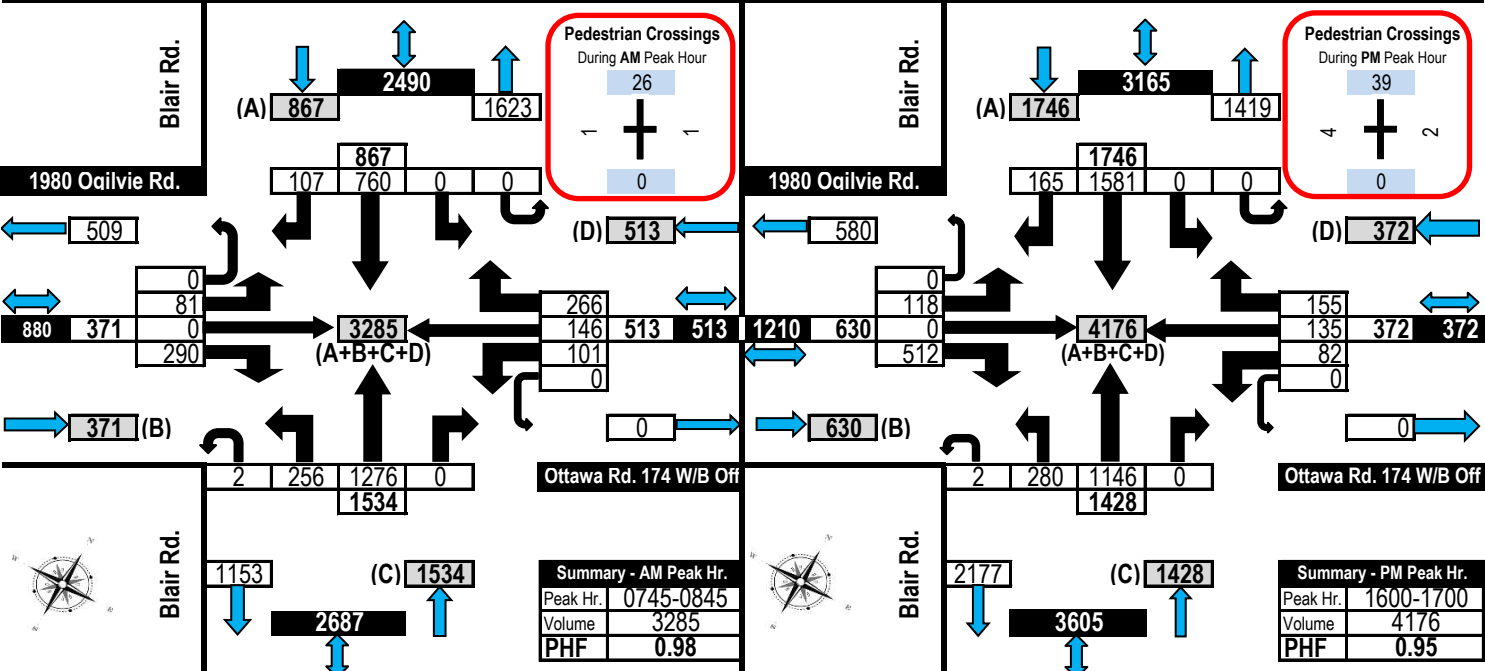 Blair Rd.
2490
(A) 867
1623
Pedestrian Crossings
During AM Peak Hour
26
1
1
0
867
107 760 0 0
1980 Ogilvie Rd.
509
(D) 513
0
81
0
290
880 371
3285
(A+B+C+D)
266
146
101
0
513 513
371 (B)
0
2 256 1276 0
1534
Ottawa Rd. 174 W/B Off
Blair Rd.
1153
(C) 1534
2687
Summary - AM Peak Hr.
Peak Hr. 0745-0845
Volume 3285
PHF 0.98
Blair Rd.
3165
(A) 1746
1419
Pedestrian Crossings
During PM Peak Hour
39
4
2
0
1746
165 1581 0 0
1980 Ogilvie Rd.
580
(D) 372
0
118
0
512
1210 630
4176
(A+B+C+D)
155
135
82
0
372 372
630 (B)
0
2 280 1146 0
1428
Ottawa Rd. 174 W/B Off
Blair Rd.
2177
(C) 1428
3605
Summary - PM Peak Hr.
Peak Hr. 1600-1700
Volume 4176
PHF 0.95